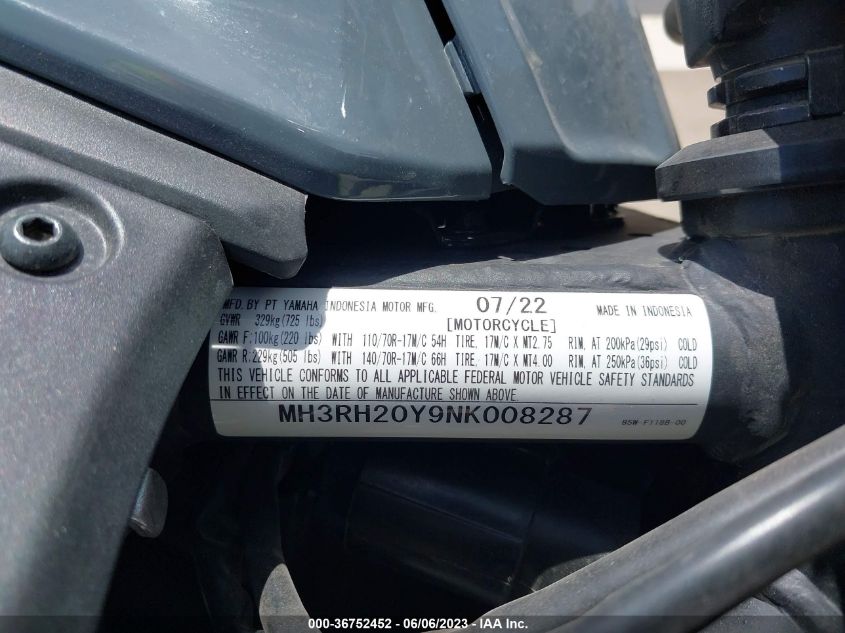 MFD. BY PT YAMAHA INDONESIA MOTOR MFG. 07/22 MADE IN INDONESIA
GVWR 329kg(725 lbs) [MOTORCYCLE]
GAWR F:100kg(220 lbs) WITH 110/70R-17M/C 54H TIRE, 17M/C X MT2.75 RIM, AT 200kPa(29psi) COLD
GAWR R:229kg(505 lbs) WITH 140/70R-17M/C 66H TIRE, 17M/C X MT4.00 RIM, AT 250kPa(36psi) COLD
THIS VEHICLE CONFORMS TO ALL APPLICABLE FEDERAL MOTOR VEHICLE SAFETY STANDARDS
IN EFFECT ON THE DATE OF MANUFACTURE SHOWN ABOVE.
MH3RH20Y9NK008287 BSW-F118B-00
000-36752452 - 06/06/2023 - © IAA Inc.